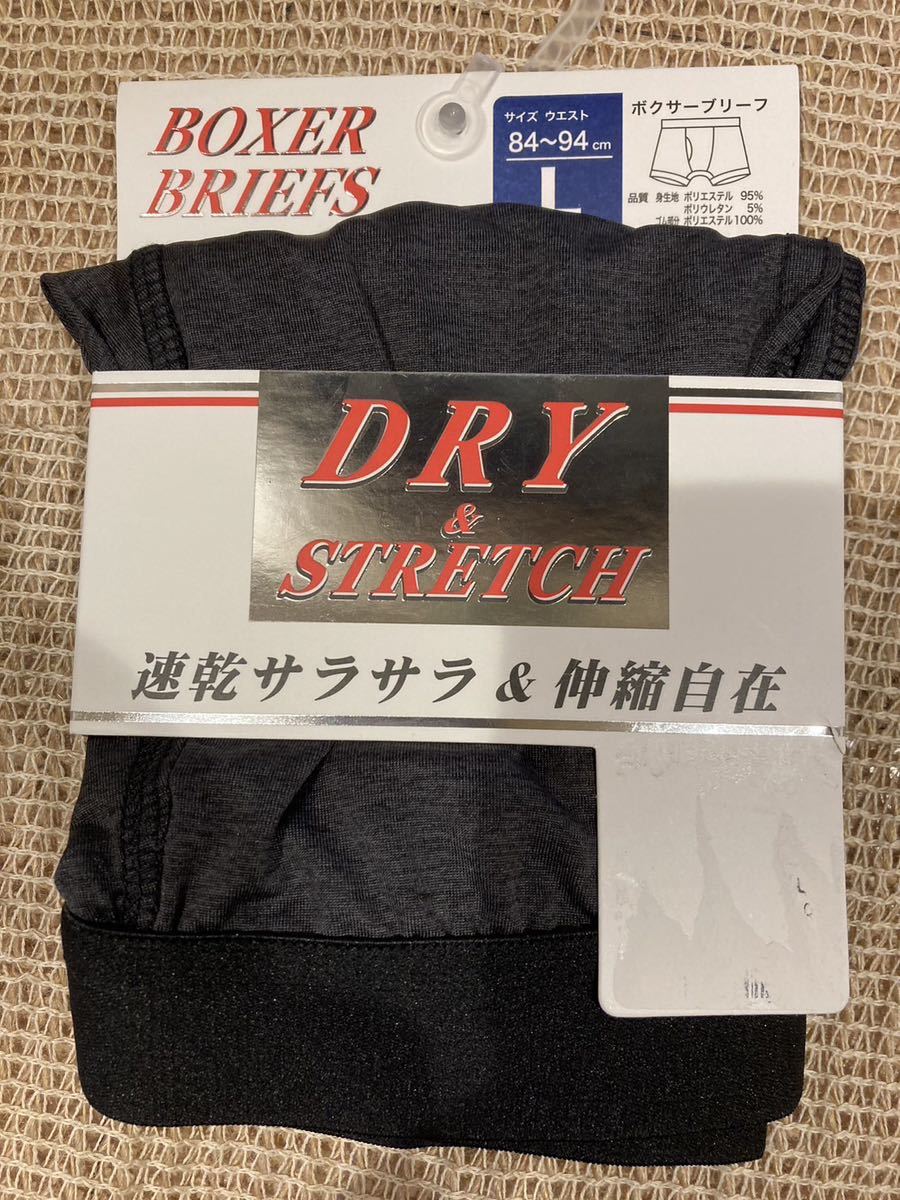 BOXER
BRIEFS
サイズ ウエスト
84〜94cm
L
ボクサーブリーフ
品質 身生地 ポリエステル 95%
ポリウレタン 5%
ゴム部分 ポリエステル100%
DRY
&
STRETCH
速乾サラサラ & 伸縮自在
L